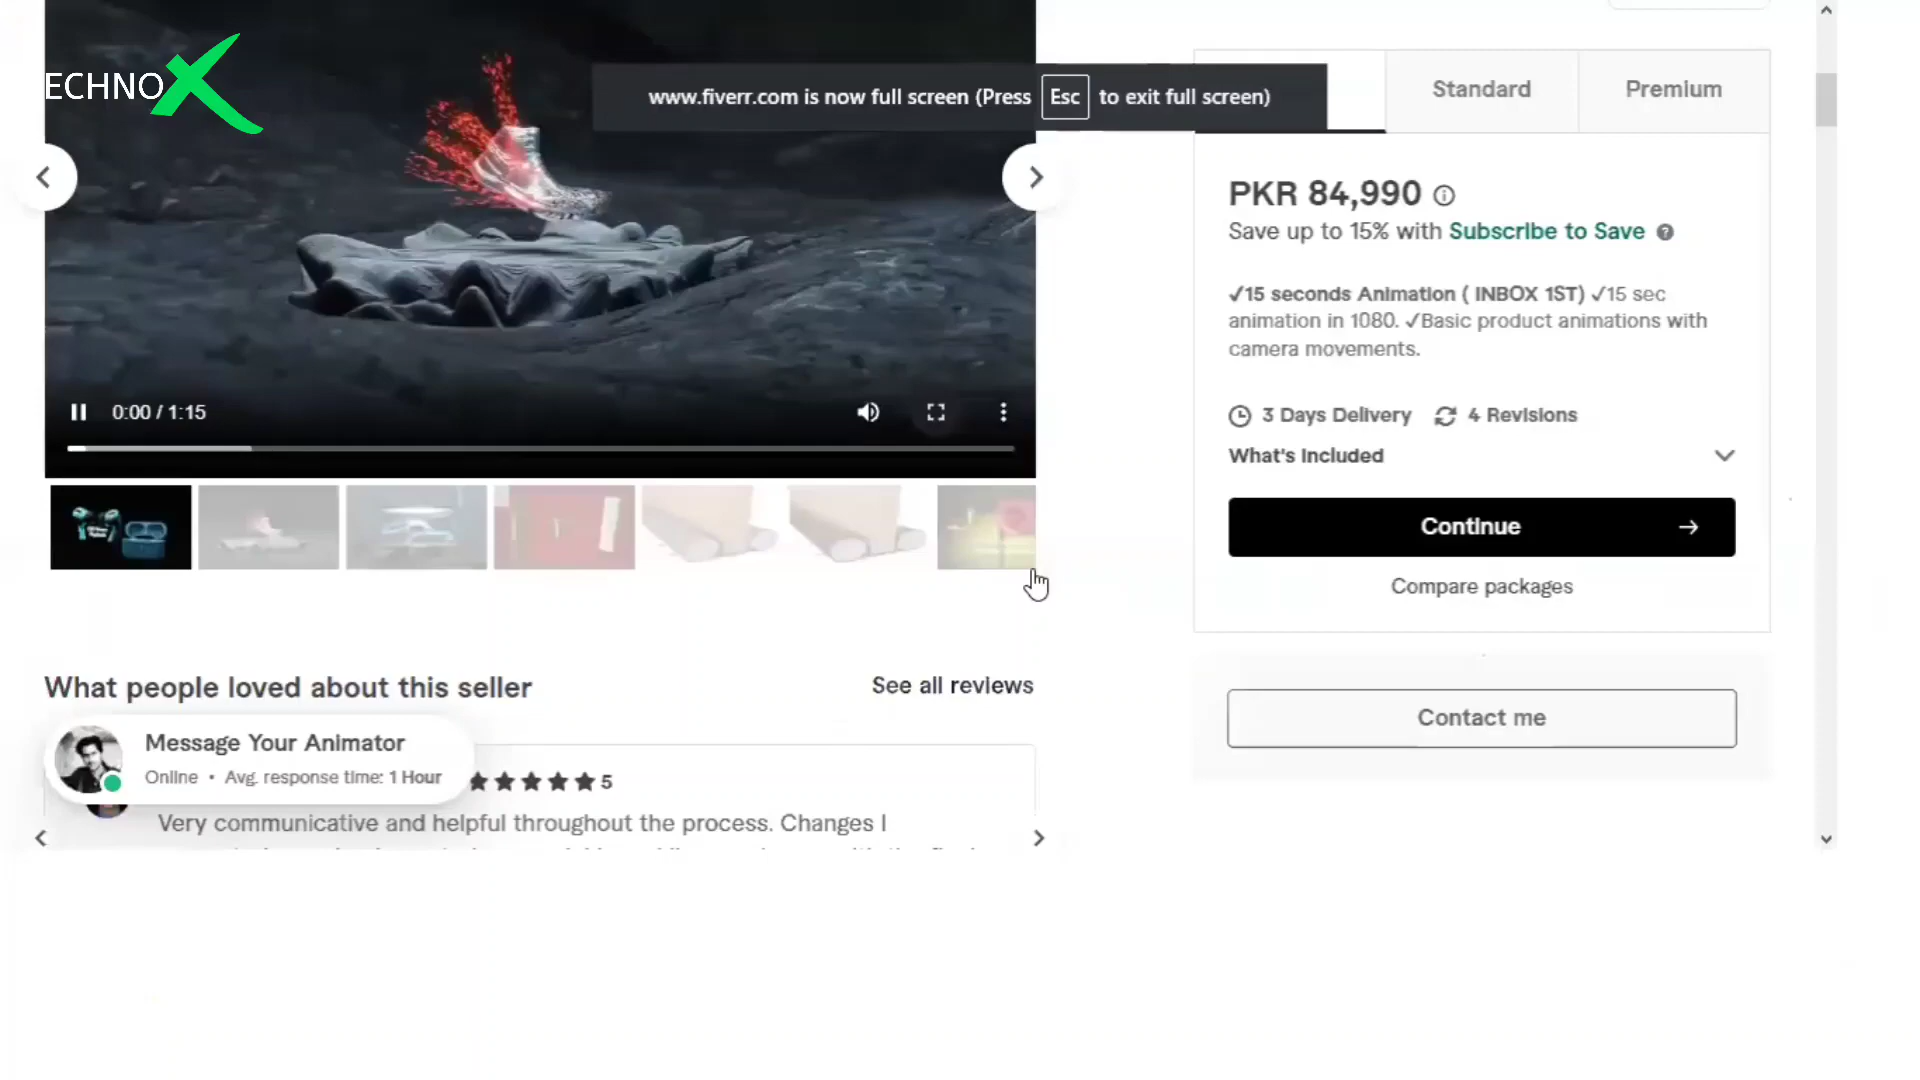 ECHNO
www.fiverr.com is now full screen (Press Esc to exit full screen)
Standard
Premium
PKR 84,990
Save up to 15% with Subscribe to Save
✓15 seconds Animation ( INBOX 1ST) ✓15 sec
animation in 1080. ✓Basic product animations with
camera movements.
3 Days Delivery 4 Revisions
What's Included
Continue
Compare packages
Contact me
0:00 / 1:15
What people loved about this seller
See all reviews
Message Your Animator
Online • Avg. response time: 1 Hour
5
Very communicative and helpful throughout the process. Changes I